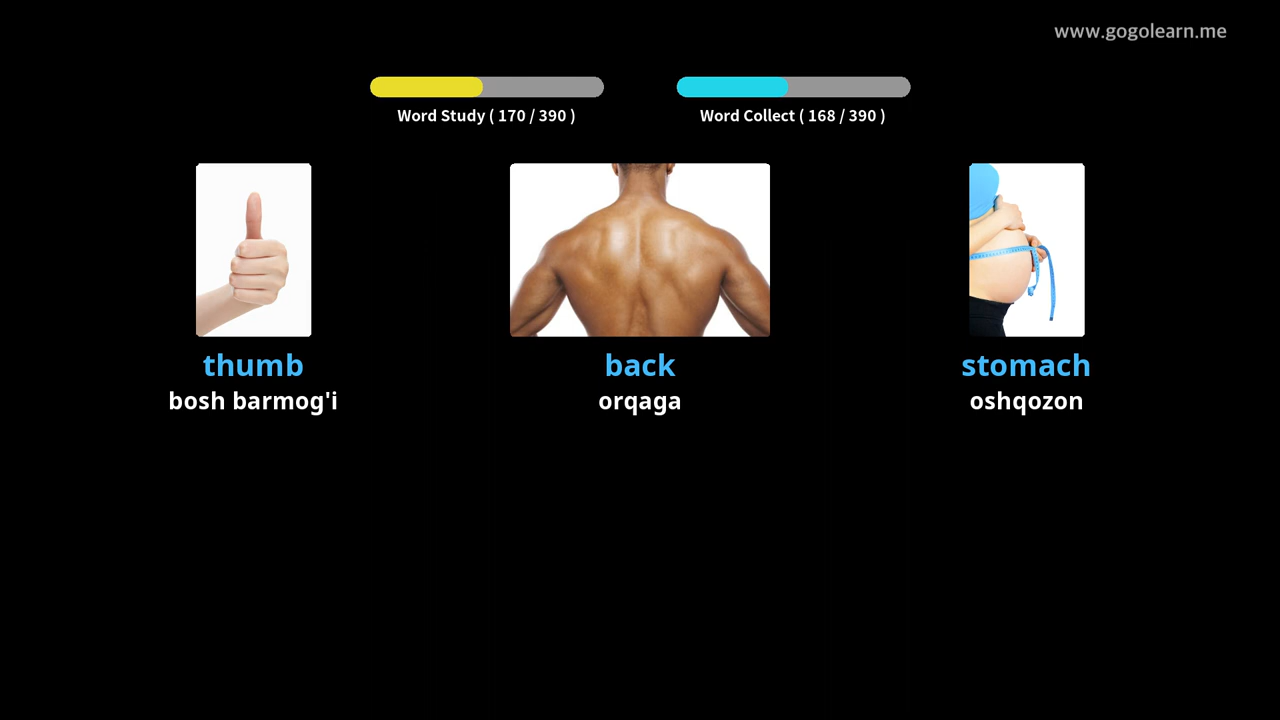 www.gogolearn.me
Word Study ( 170 / 390 )
Word Collect ( 168 / 390 )
thumb
bosh barmog'i
back
orqaga
stomach
oshqozon